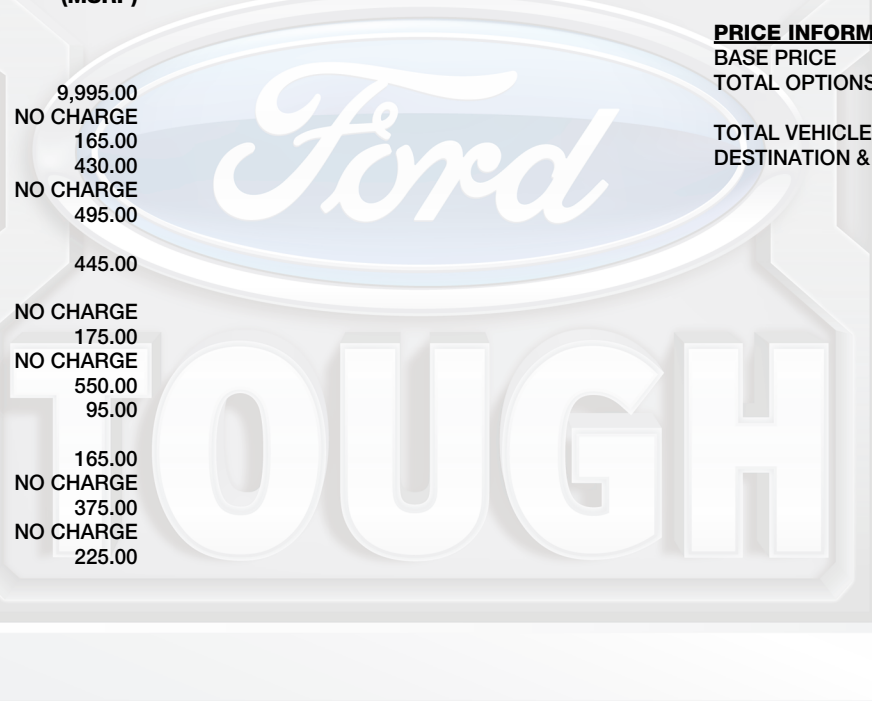 (MSRP)
9,995.00
NO CHARGE
165.00
430.00
NO CHARGE
495.00
445.00
NO CHARGE
175.00
NO CHARGE
550.00
95.00
165.00
NO CHARGE
375.00
NO CHARGE
225.00
PRICE INFORM
BASE PRICE
TOTAL OPTIONS
TOTAL VEHICLE
DESTINATION &
Ford
TOUGH